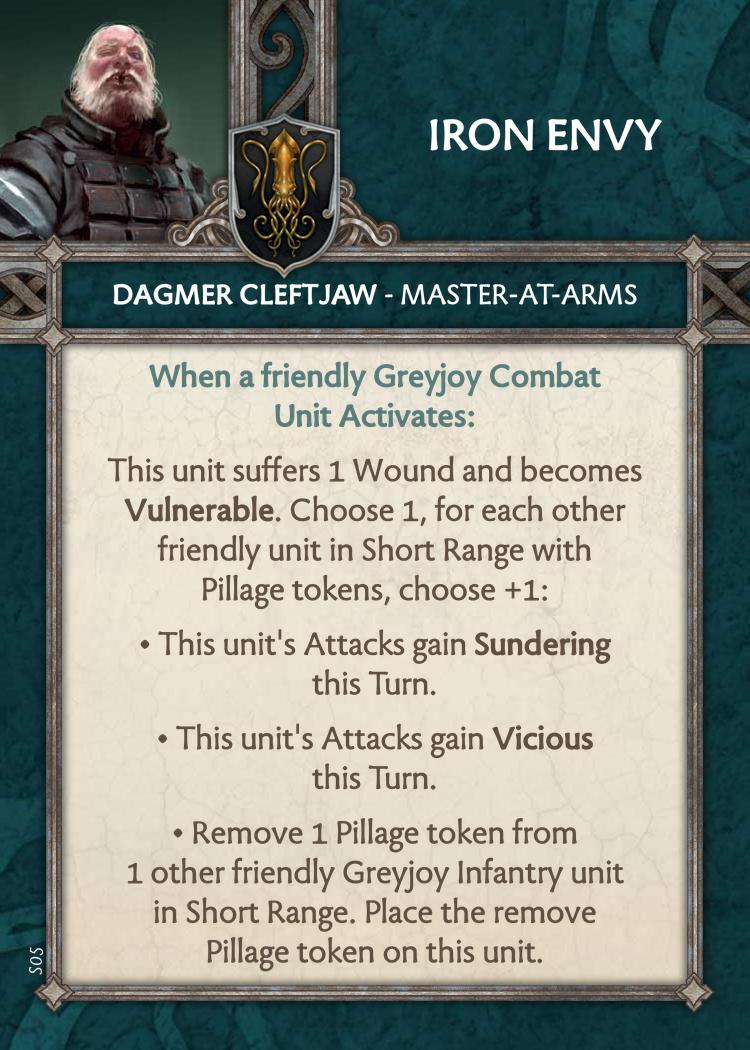 IRON ENVY
DAGMER CLEFTJAW - MASTER-AT-ARMS
When a friendly Greyjoy Combat
Unit Activates:
This unit suffers 1 Wound and becomes
Vulnerable. Choose 1, for each other
friendly unit in Short Range with
Pillage tokens, choose +1:
• This unit's Attacks gain Sundering
this Turn.
• This unit's Attacks gain Vicious
this Turn.
• Remove 1 Pillage token from
1 other friendly Greyjoy Infantry unit
in Short Range. Place the remove
Pillage token on this unit.
S05